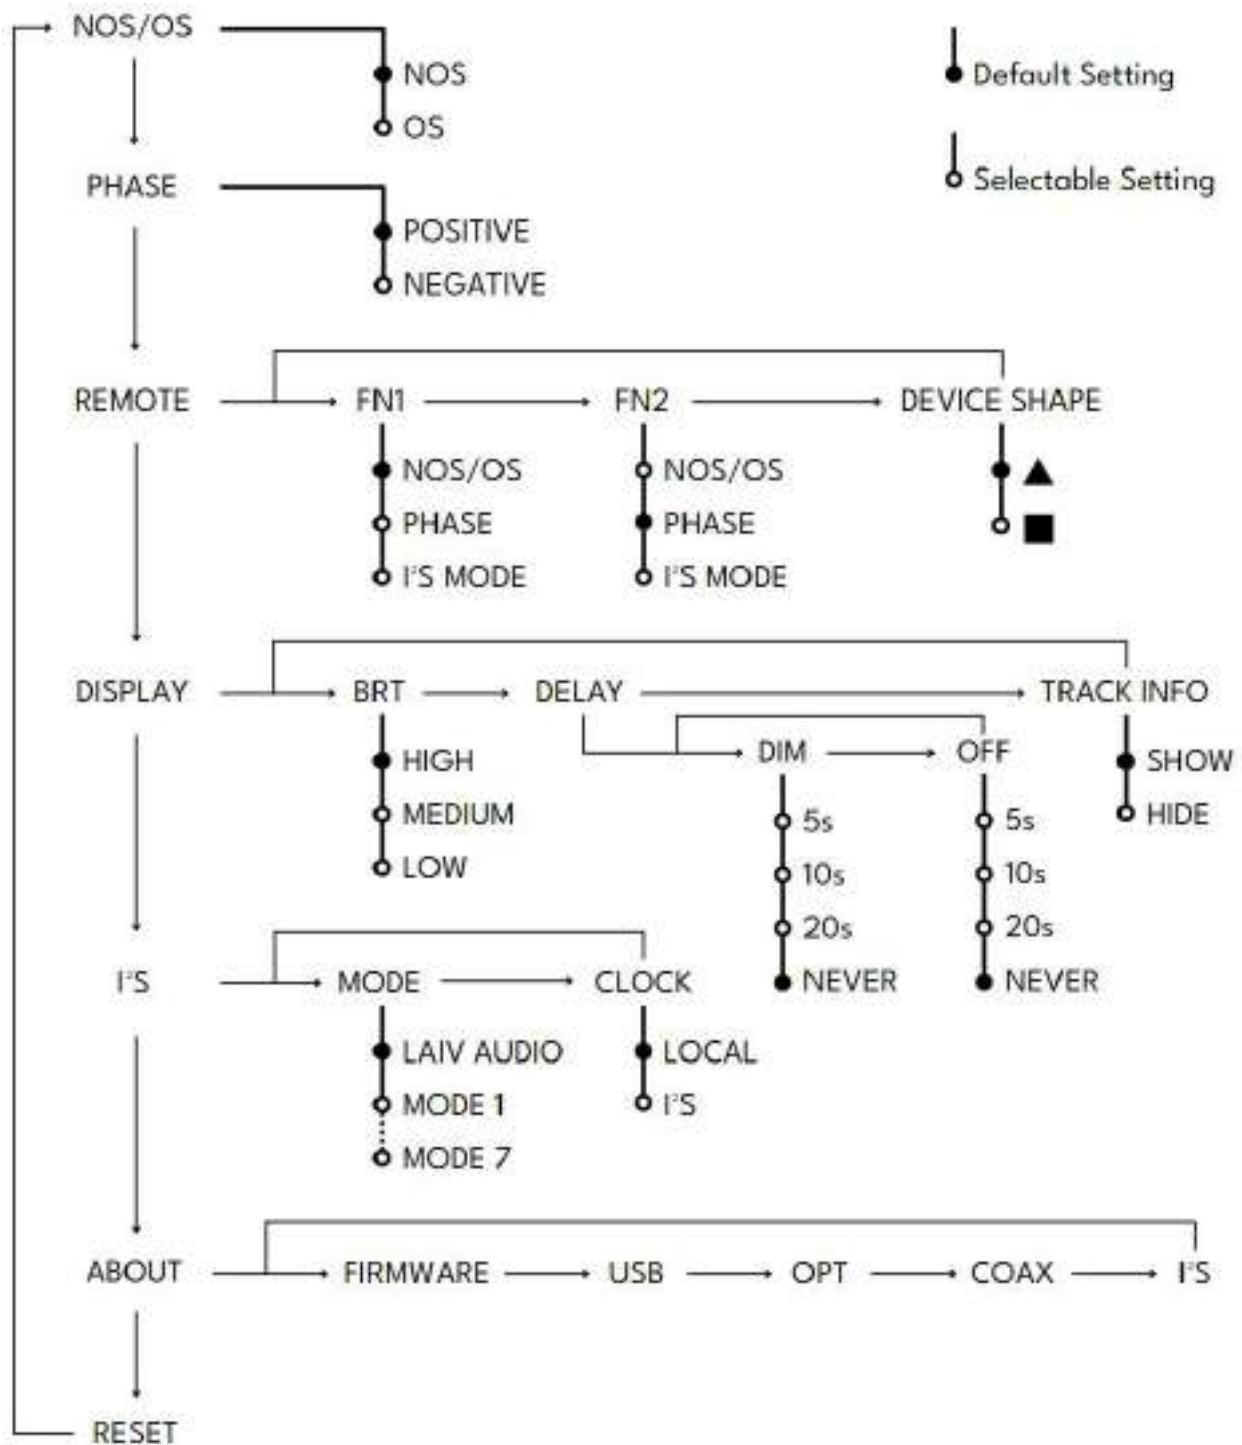 NOS/OS
NOS
OS
Default Setting
Selectable Setting
PHASE
POSITIVE
NEGATIVE
REMOTE FN1 FN2 DEVICE SHAPE
NOS/OS NOS/OS
PHASE PHASE
I²S MODE I²S MODE
DISPLAY BRT DELAY TRACK INFO
DIM OFF
HIGH SHOW
MEDIUM 5s 5s HIDE
LOW 10s 10s
20s 20s
I²S MODE CLOCK NEVER NEVER
LAIV AUDIO LOCAL
MODE 1 I²S
MODE 7
ABOUT FIRMWARE USB OPT COAX I²S
RESET